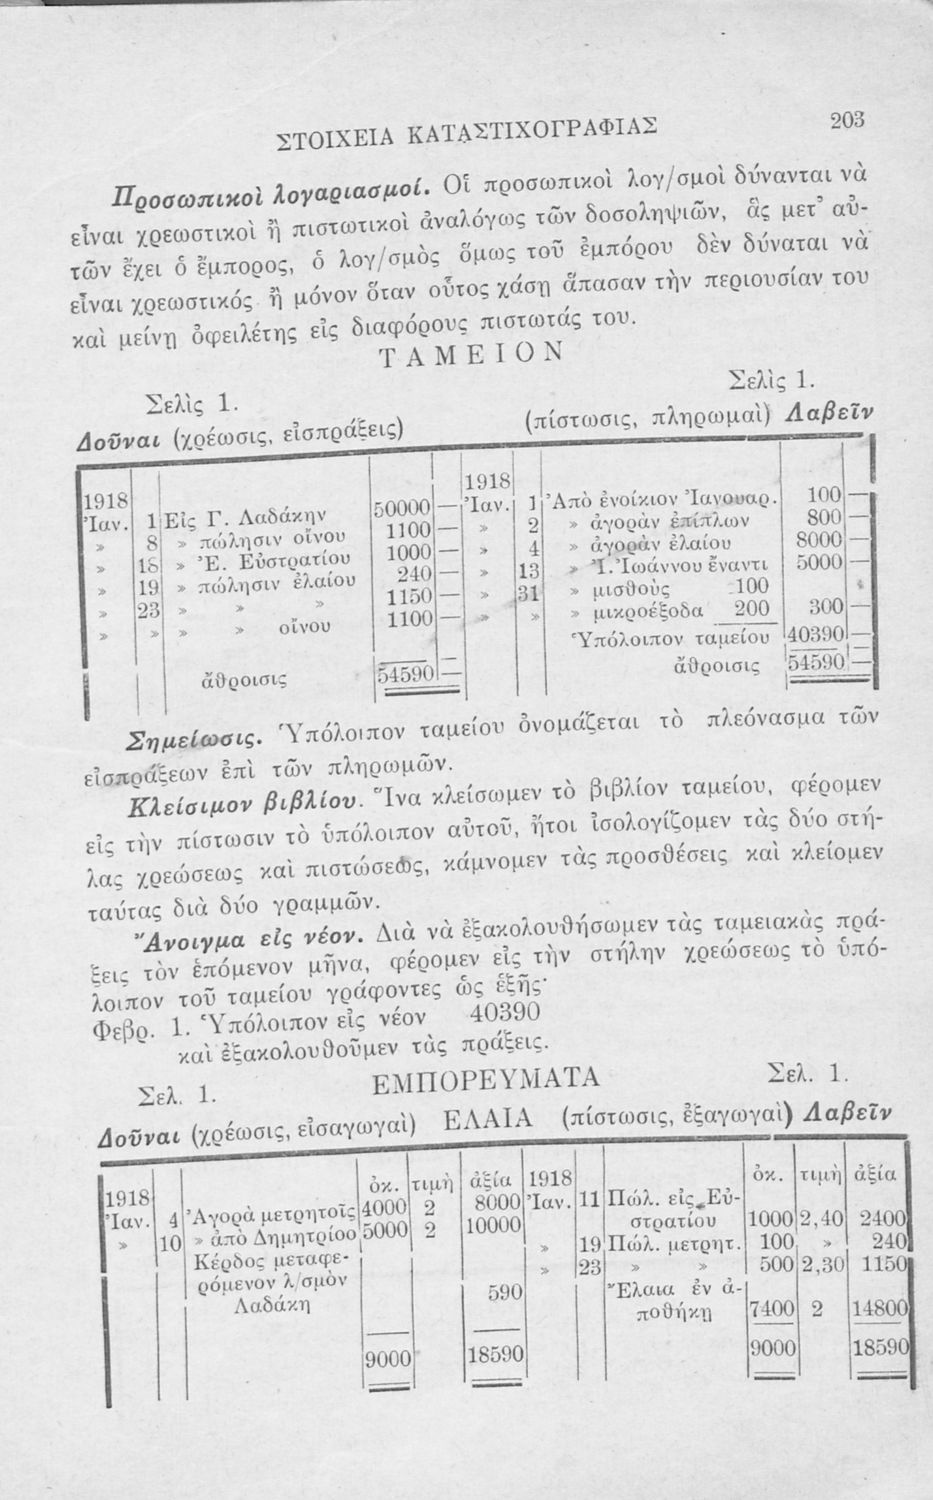 ΣΤΟΙΧΕΙΑ ΚΑΤΑΣΤΙΧΟΓΡΑΦΙΑΣ 203
Προσωπικοὶ λογαριασμοί. Οἱ προσωπικοὶ λογ/σμοὶ δύνανται νὰ
εἶναι χρεωστικοὶ ἢ πιστωτικοὶ ἀναλόγως τῶν δοσοληψιῶν, ἃς μετ’ αὐ-
τῶν ἔχει ὁ ἔμπορος, ὁ λογ/σμὸς ὅμως τοῦ ἐμπόρου δὲν δύναται νὰ
εἶναι χρεωστικός ἢ μόνον ὅταν οὗτος χάσῃ ἅπασαν τὴν περιουσίαν του
καὶ μείνῃ ὀφειλέτης εἰς διαφόρους πιστωτάς του.
ΤΑΜΕΙΟΝ
Σελὶς 1. Σελὶς 1.
Δοῦναι (χρέωσις, εἰσπράξεις) (πίστωσις, πληρωμαὶ) Λαβεῖν
1918 1918
Ἰαν. 1 Εἰς Γ. Λαδάκην 50000 — Ἰαν. 1 Ἀπὸ ἐνοίκιον Ἰανουαρ. 100 —
» 8 » πώλησιν οἴνου 1100 — » 2 » ἀγορὰν ἐπίπλων 800 —
» 18 » Ἐ. Εὐστρατίου 1000 — » 4 » ἀγορὰν ἐλαίου 8000 —
» 19 » πώλησιν ἐλαίου 240 — » 13 » Ἰ. Ἰωάννου ἔναντι 5000 —
» 23 » » » 1150 — » 31 » μισθοὺς 100
» » » » οἴνου 1100 — » » » μικροέξοδα 200 300 —
Ὑπόλοιπον ταμείου 40390 —
ἄθροισις 54590 — ἄθροισις 54590 —
Σημείωσις. Ὑπόλοιπον ταμείου ὀνομάζεται τὸ πλεόνασμα τῶν
εἰσπράξεων ἐπὶ τῶν πληρωμῶν.
Κλείσιμον βιβλίου. Ἵνα κλείσωμεν τὸ βιβλίον ταμείου, φέρομεν
εἰς τὴν πίστωσιν τὸ ὑπόλοιπον αὐτοῦ, ἤτοι ἰσολογίζομεν τὰς δύο στή-
λας χρεώσεως καὶ πιστώσεως, κάμνομεν τὰς προσθέσεις καὶ κλείομεν
ταύτας διὰ δύο γραμμῶν.
Ἄνοιγμα εἰς νέον. Διὰ νὰ ἐξακολουθήσωμεν τὰς ταμειακὰς πρά-
ξεις τὸν ἑπόμενον μῆνα, φέρομεν εἰς τὴν στήλην χρεώσεως τὸ ὑπό-
λοιπον τοῦ ταμείου γράφοντες ὡς ἑξῆς·
Φεβρ. 1. Ὑπόλοιπον εἰς νέον 40390
καὶ ἐξακολουθοῦμεν τὰς πράξεις.
Σελ. 1. ΕΜΠΟΡΕΥΜΑΤΑ Σελ. 1.
Δοῦναι (χρέωσις, εἰσαγωγαὶ) ΕΛΑΙΑ (πίστωσις, ἐξαγωγαὶ) Λαβεῖν
1918 ὀκ. τιμὴ ἀξία 1918 ὀκ. τιμὴ ἀξία
Ἰαν. 4 Ἀγορὰ μετρητοῖς 4000 2 8000 Ἰαν. 11 Πώλ. εἰς Εὐ-
στρατίου 1000 2,40 2400
» 10 » ἀπὸ Δημητρίοο 5000 2 10000 » 19 Πώλ. μετρητ. 100 » 240
Κέρδος μεταφε- » 23 » » 500 2,30 1150
ρόμενον λ/σμὸν
Λαδάκη 590 Ἔλαια ἐν ἀ-
ποθήκῃ 7400 2 14800
9000 18590 9000 18590